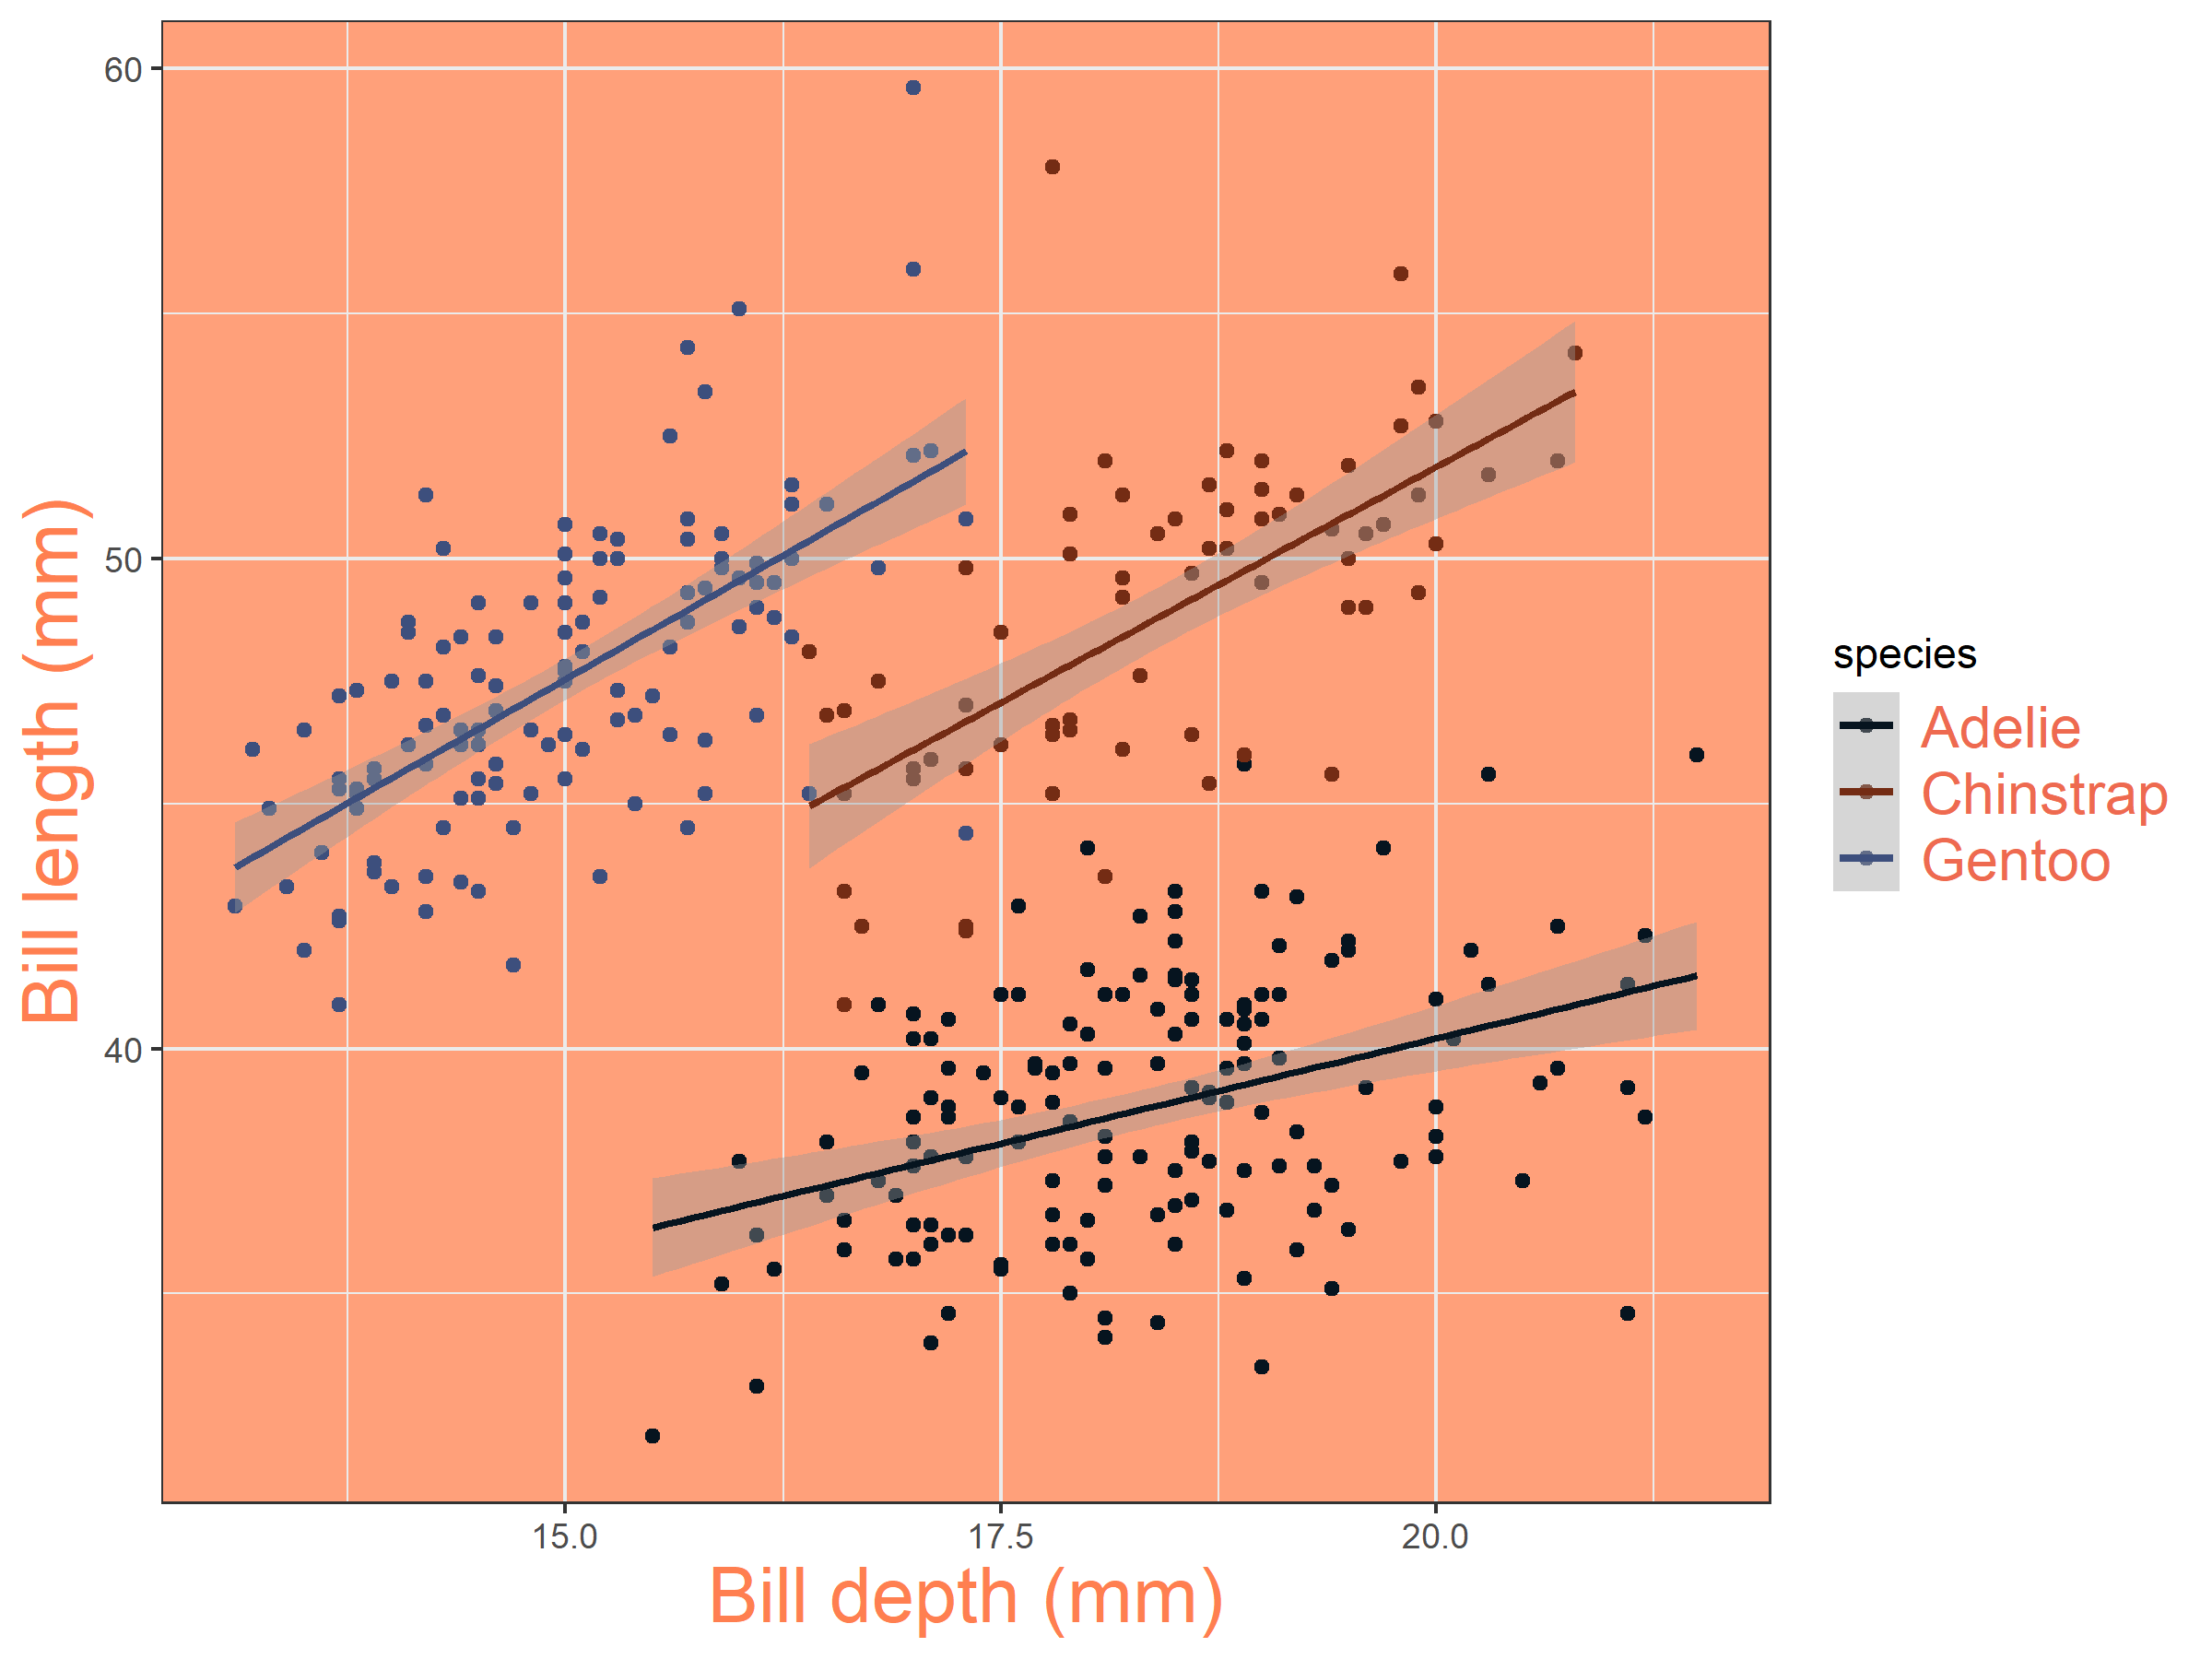 60
50
40
Bill length (mm)
15.0 17.5 20.0
Bill depth (mm)
species
Adelie
Chinstrap
Gentoo